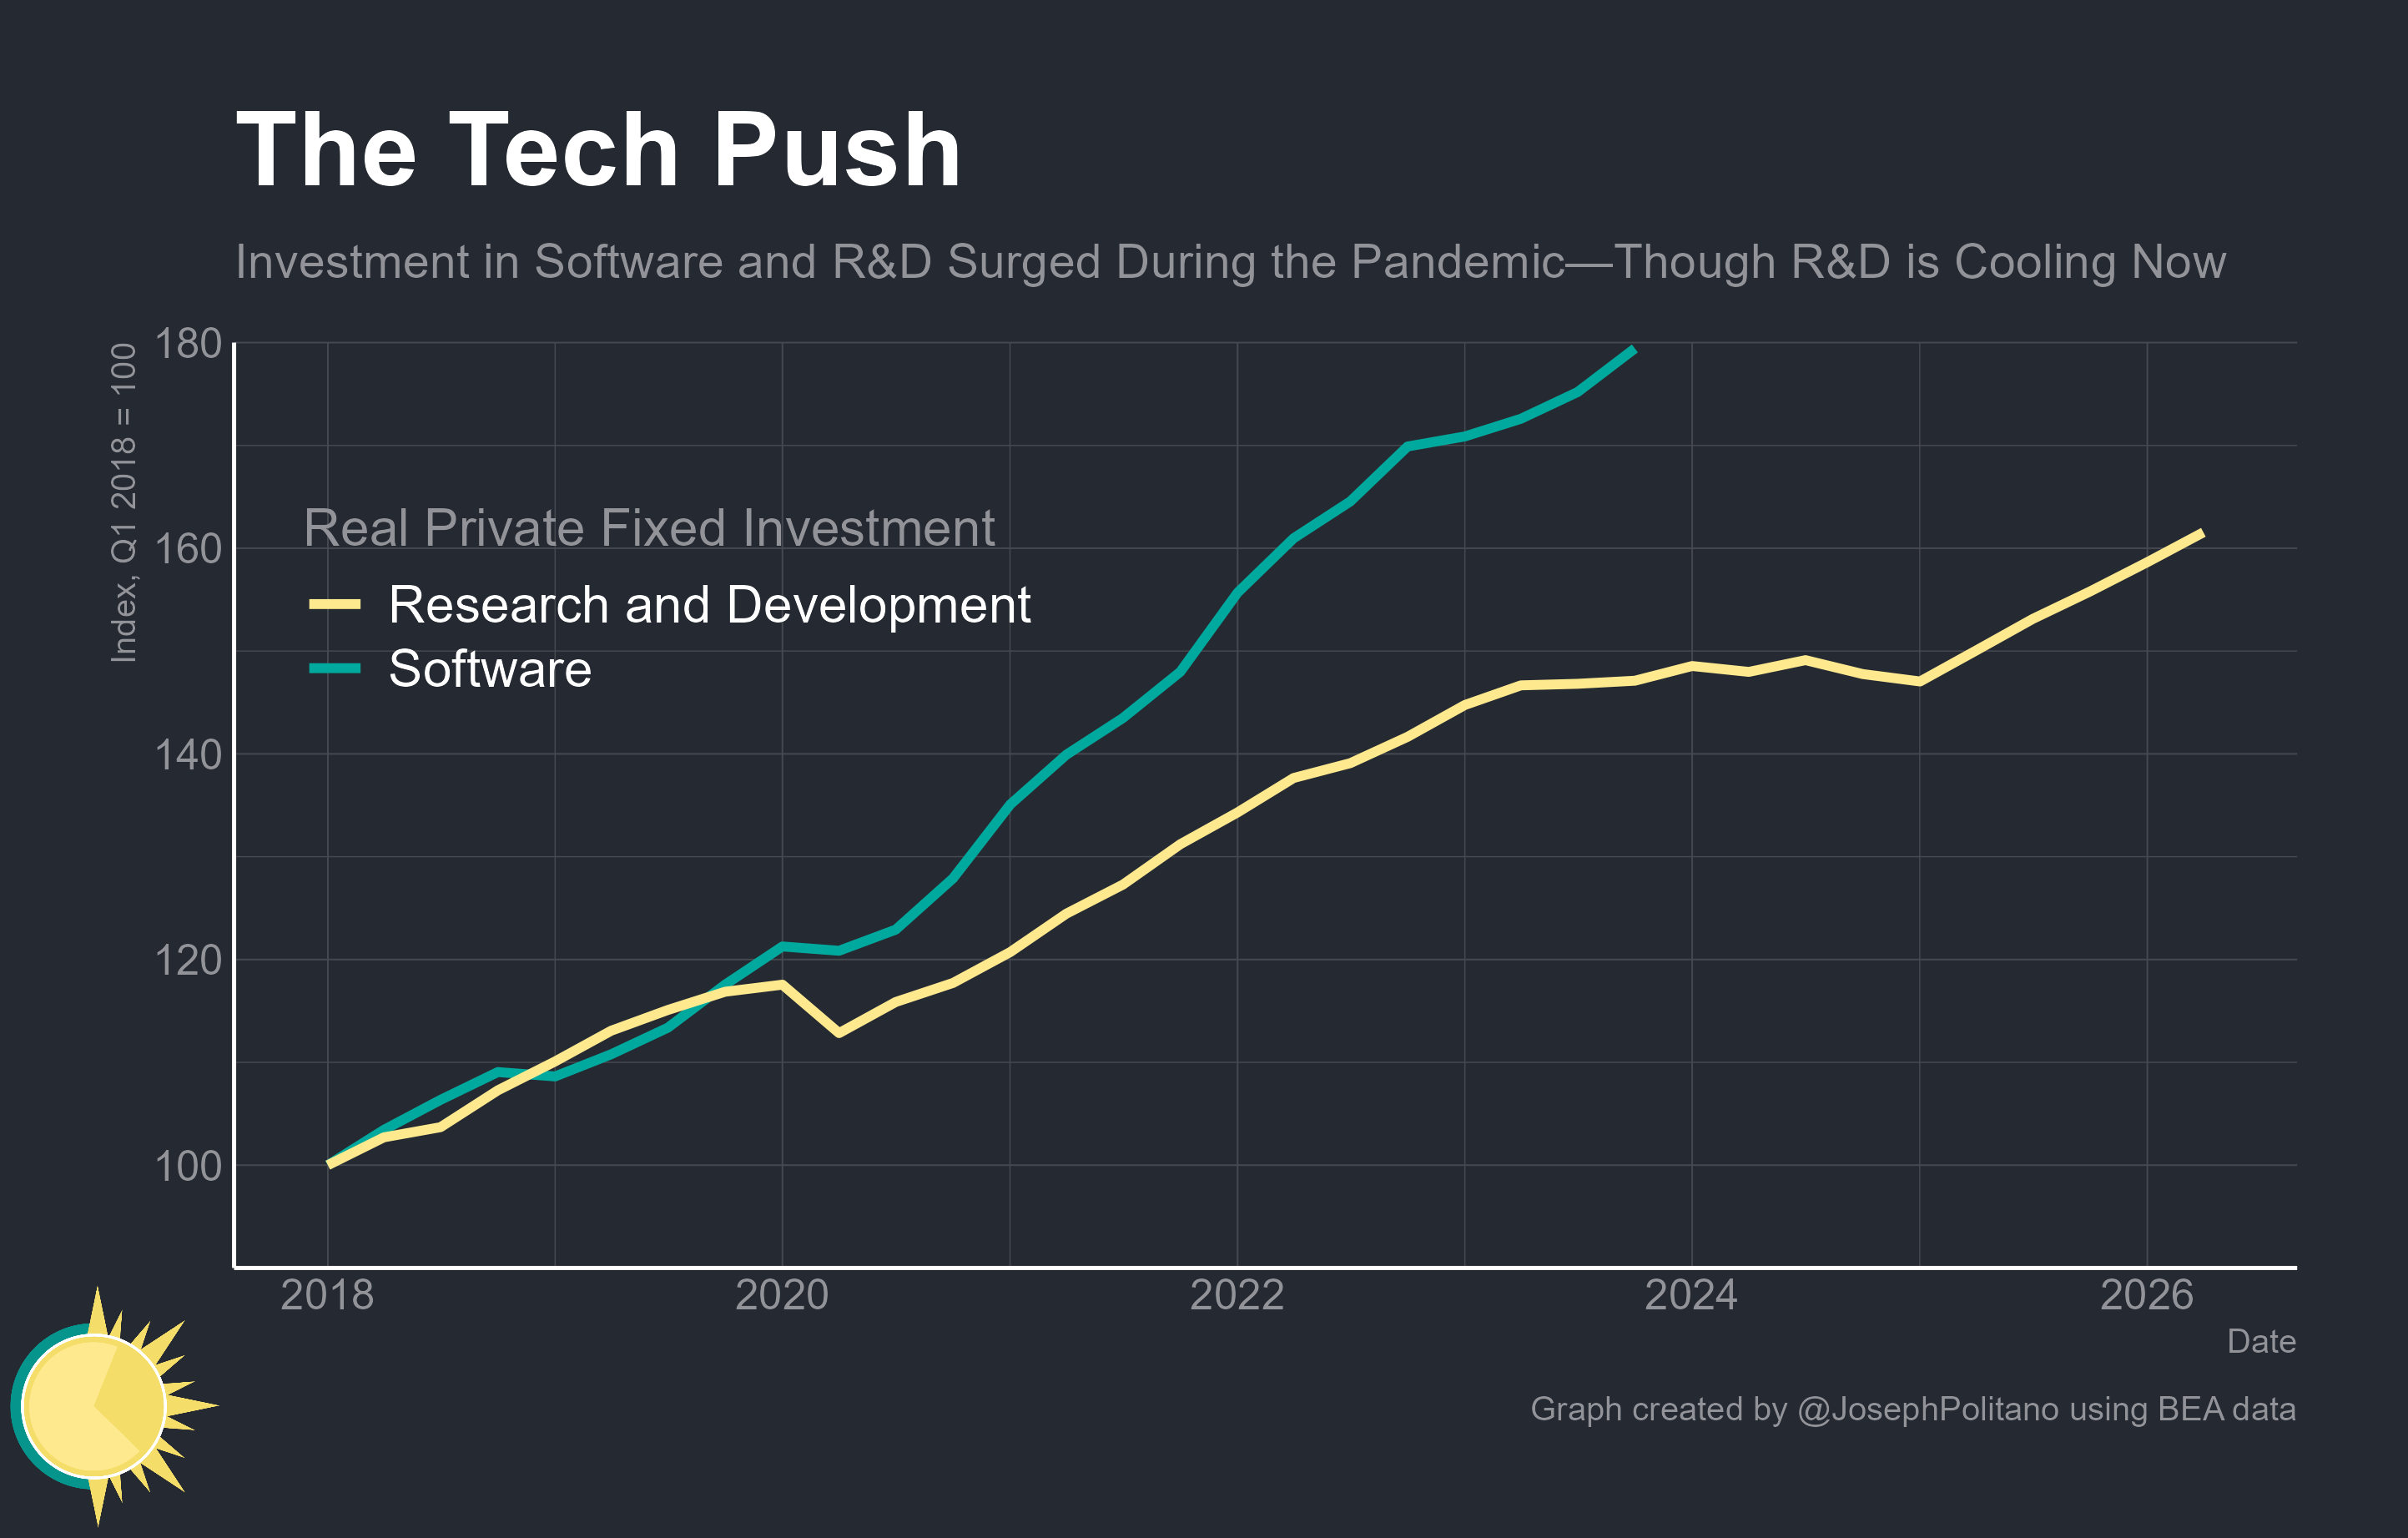 The Tech Push
Investment in Software and R&D Surged During the Pandemic—Though R&D is Cooling Now
Index, Q1 2018 = 100
180
160
140
120
100
Real Private Fixed Investment
Research and Development
Software
2018 2020 2022 2024 2026
Date
Graph created by @JosephPolitano using BEA data